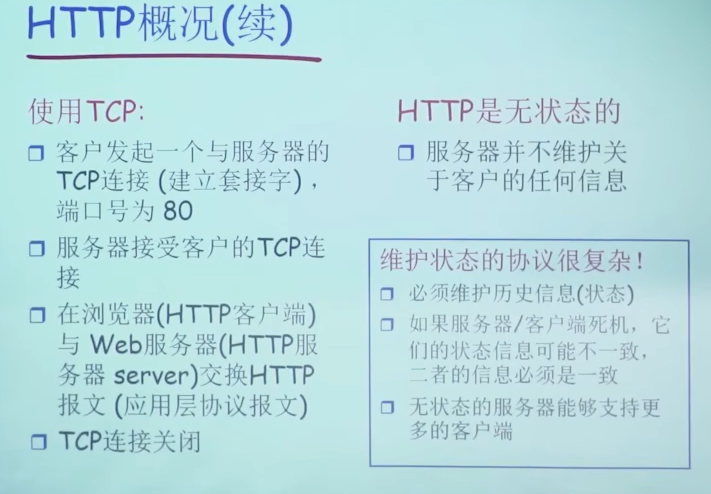 HTTP概况(续)
使用TCP:
客户发起一个与服务器的
TCP连接 (建立套接字) ，
端口号为 80
服务器接受客户的TCP连
接
在浏览器(HTTP客户端)
与 Web服务器(HTTP服
务器 server)交换HTTP
报文 (应用层协议报文)
TCP连接关闭
HTTP是无状态的
服务器并不维护关
于客户的任何信息
维护状态的协议很复杂！
必须维护历史信息(状态)
如果服务器/客户端死机，它
们的状态信息可能不一致，
二者的信息必须是一致
无状态的服务器能够支持更
多的客户端